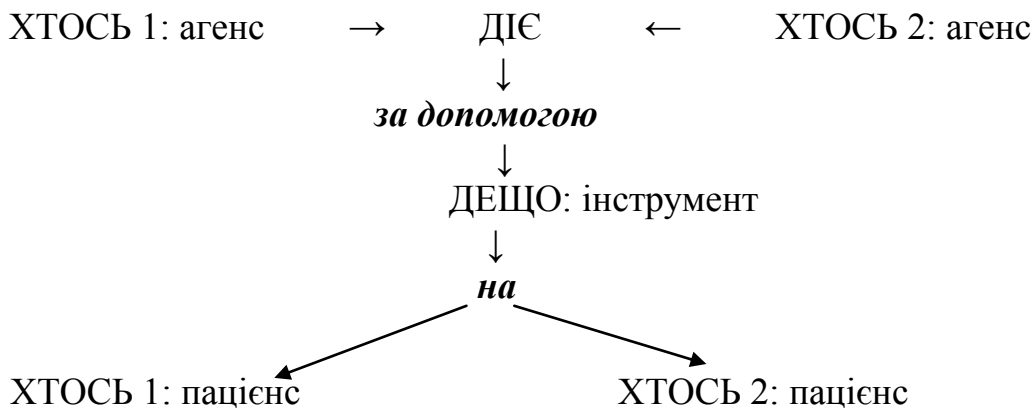 ХТОСЬ 1: агенс → ДІЄ ← ХТОСЬ 2: агенс
↓
за допомогою
↓
ДЕЩО: інструмент
↓
на
ХТОСЬ 1: пацієнс ХТОСЬ 2: пацієнс